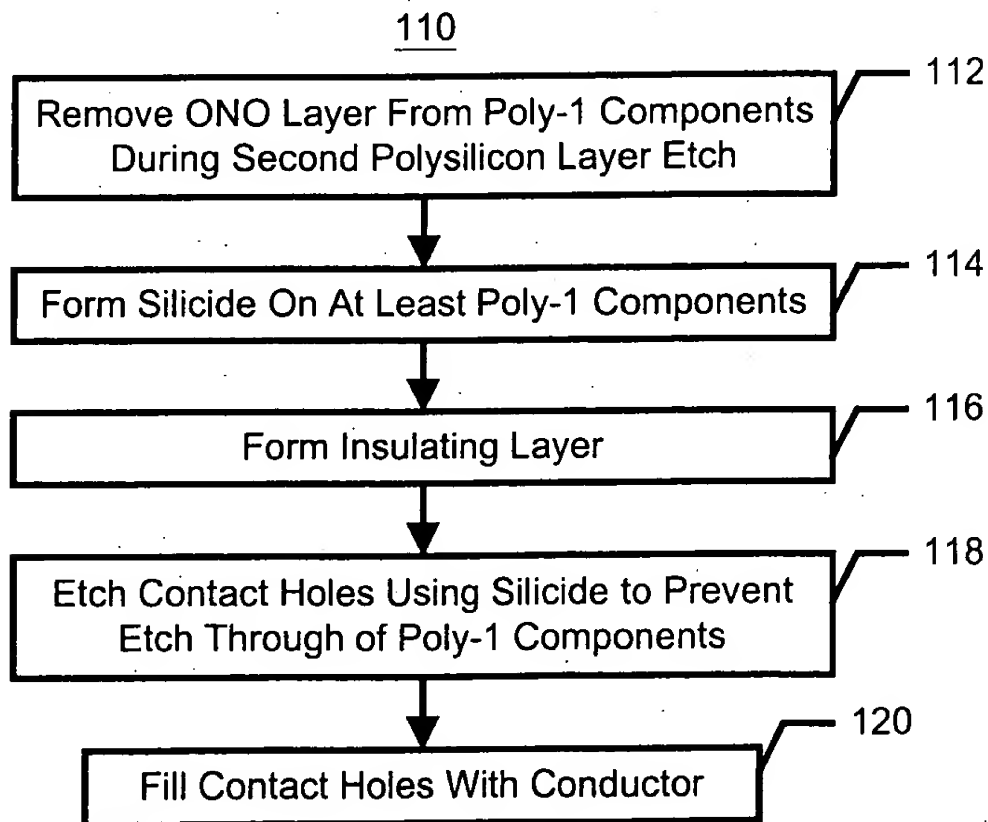 110
112
Remove ONO Layer From Poly-1 Components
During Second Polysilicon Layer Etch
114
Form Silicide On At Least Poly-1 Components
116
Form Insulating Layer
118
Etch Contact Holes Using Silicide to Prevent
Etch Through of Poly-1 Components
120
Fill Contact Holes With Conductor